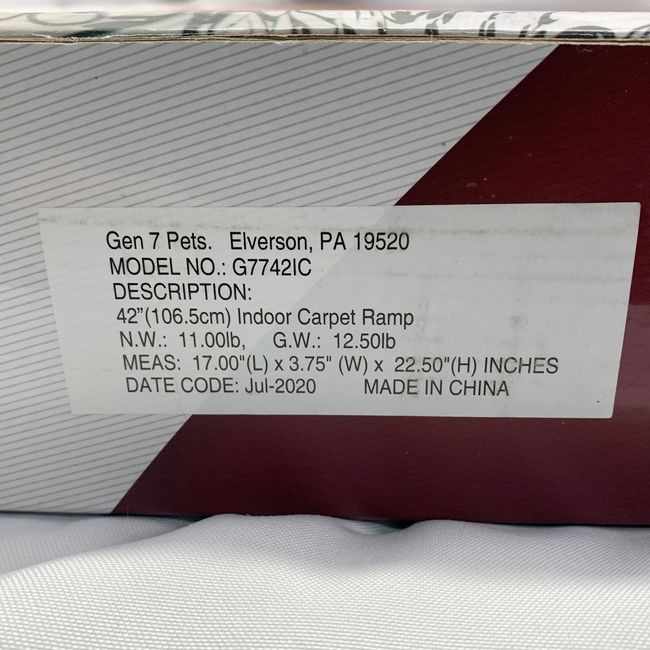 Gen 7 Pets. Elverson, PA 19520
MODEL NO.: G7742IC
DESCRIPTION:
42”(106.5cm) Indoor Carpet Ramp
N.W.: 11.00lb, G.W.: 12.50lb
MEAS: 17.00"(L) x 3.75" (W) x 22.50"(H) INCHES
DATE CODE: Jul-2020 MADE IN CHINA